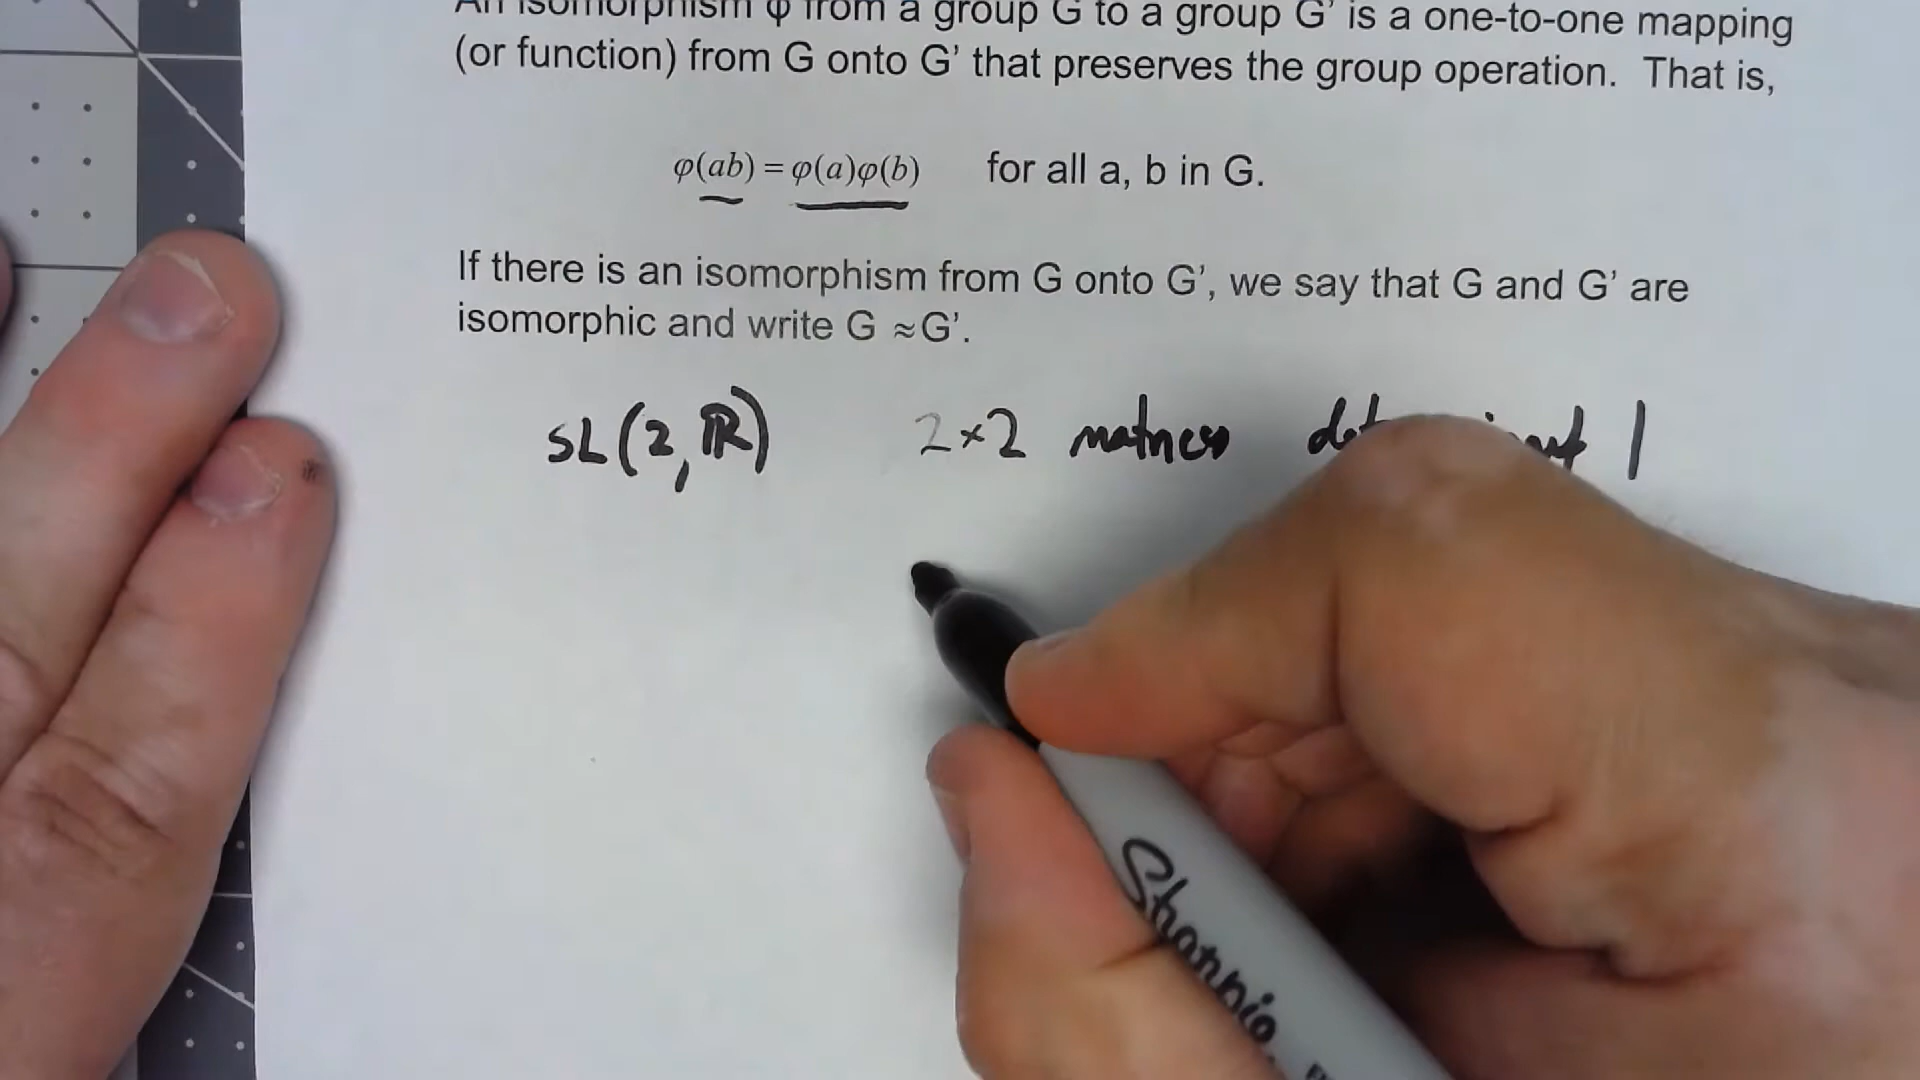 An isomorphism φ from a group G to a group G’ is a one-to-one mapping
(or function) from G onto G’ that preserves the group operation. That is,
φ(ab) = φ(a)φ(b) for all a, b in G.
If there is an isomorphism from G onto G’, we say that G and G’ are
isomorphic and write G ≈G’.
SL(2,ℝ) 2×2 matrices 1
Sharpie